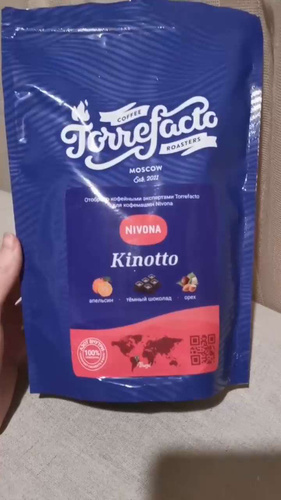 COFFEE
Torrefacto
ROASTERS
MOSCOW
Est. 2011
Отобрано кофейными экспертами Torrefacto
для кофемашин Nivona
NIVONA
Kinotto
апельсин тёмный шоколад орех
100%